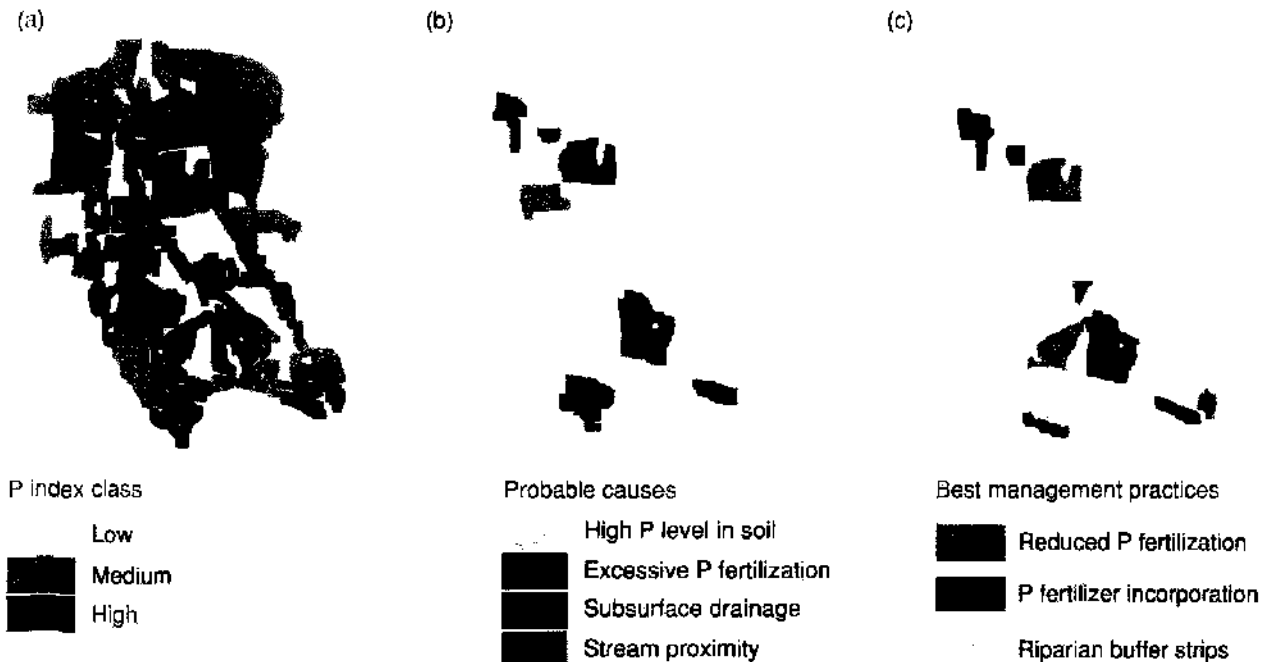 (a)
(b)
(c)
P index class
Low
Medium
High
Probable causes
High P level in soil
Excessive P fertilization
Subsurface drainage
Stream proximity
Best management practices
Reduced P fertilization
P fertilizer incorporation
Riparian buffer strips